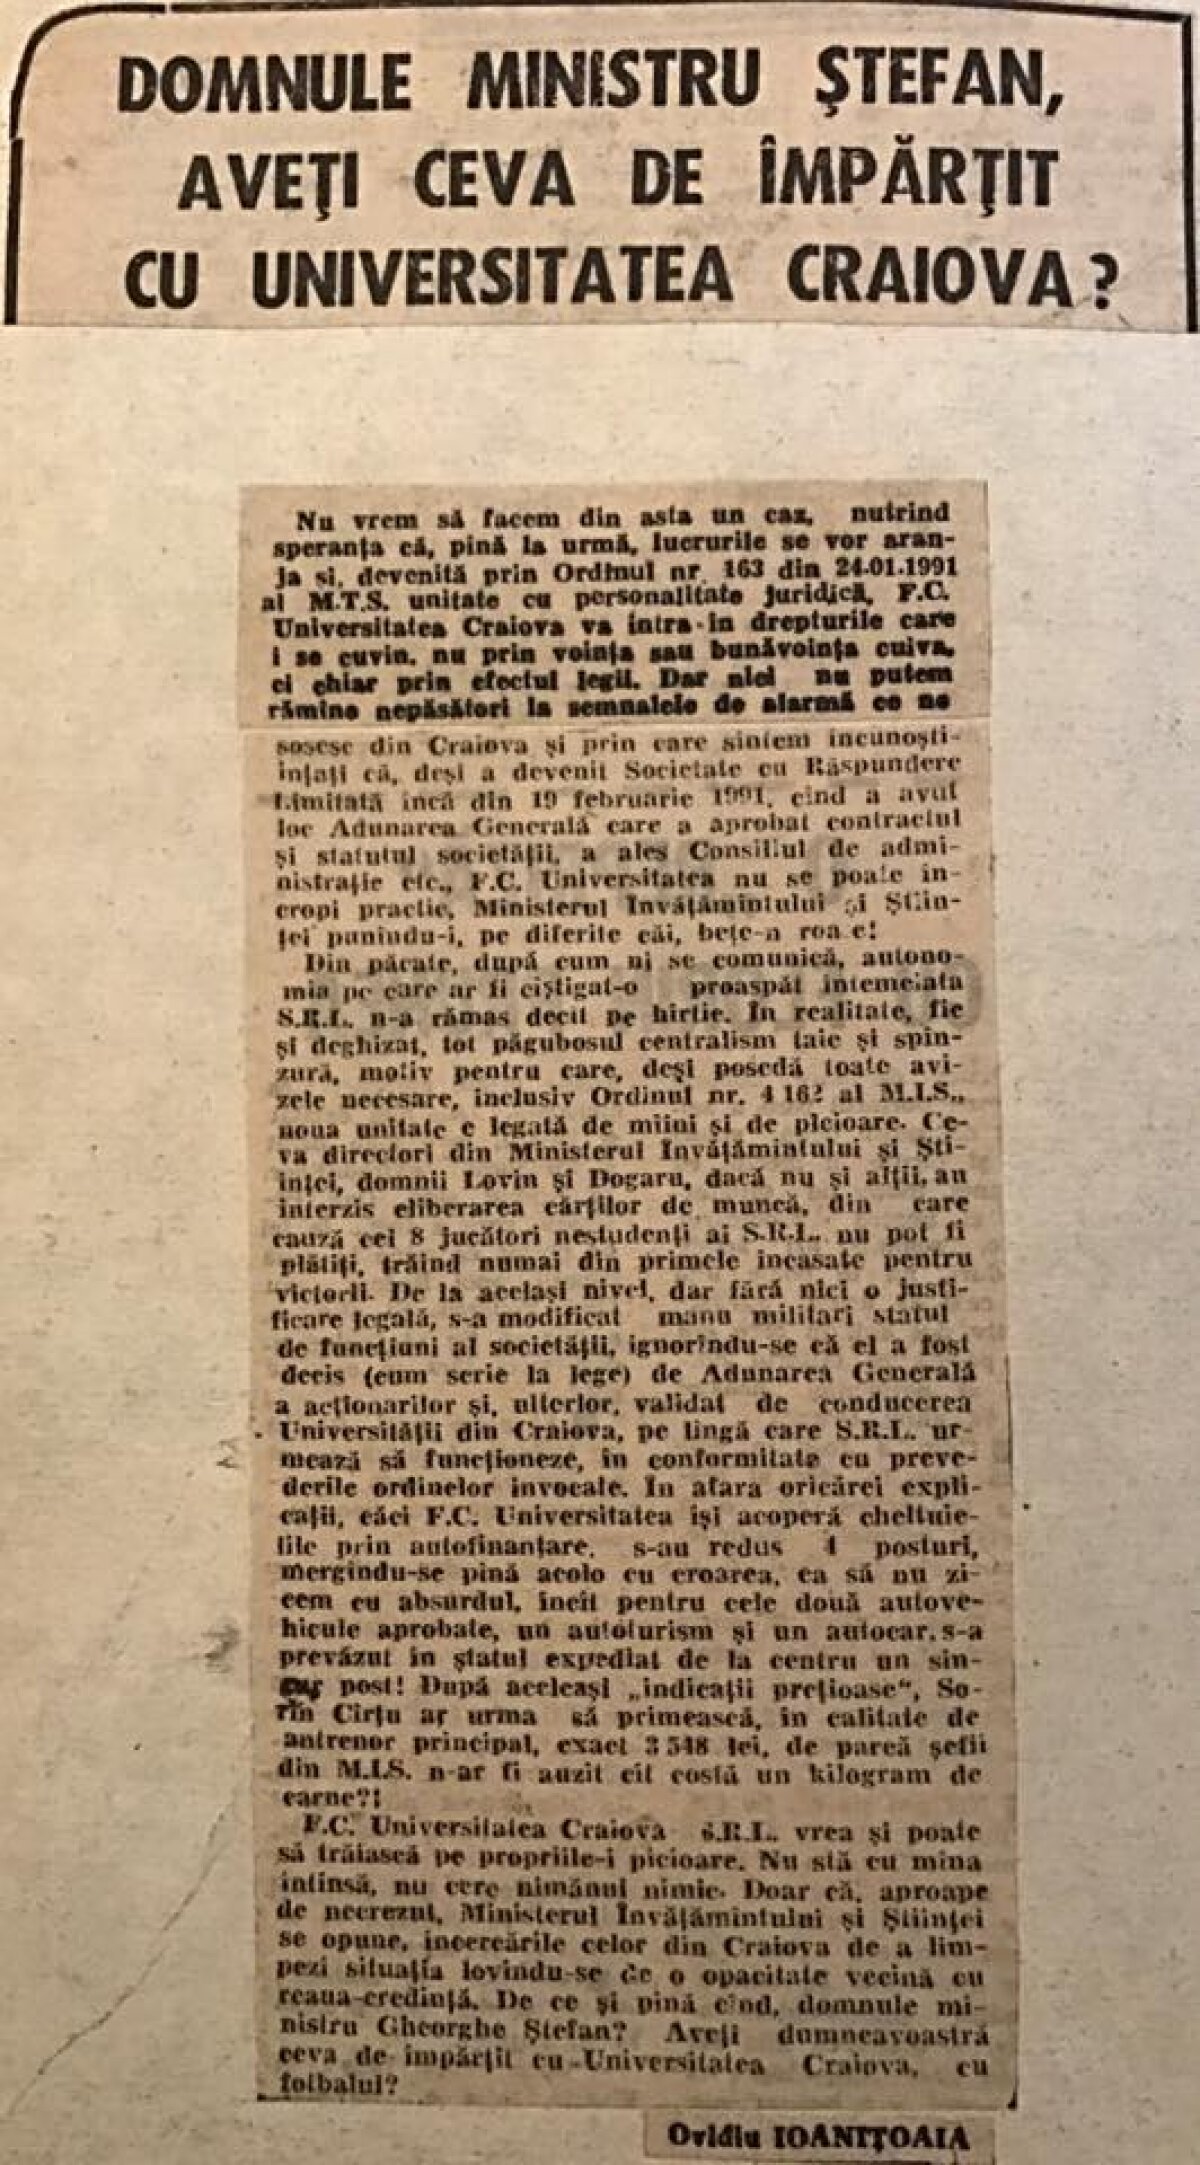 DOMNULE MINISTRU ŞTEFAN,
AVEŢI CEVA DE ÎMPĂRŢIT
CU UNIVERSITATEA CRAIOVA?
Nu vrem să facem din asta un caz, nutrind
speranţa că, pînă la urmă, lucrurile se vor aran-
ja si, devenită prin Ordinul nr. 163 din 24.01.1991
al M.T.S. unitate cu personalitate juridică, F.C.
Universitatea Craiova va intra in drepturile care
i se cuvin, nu prin voinţa sau bunăvoinţa cuiva,
ci chiar prin efectul legii. Dar nici nu putem
rămîne nepăsători la semnalele de alarmă ce ne
sosesc din Craiova şi prin care sîntem încunoşti-
inţaţi că, deşi a devenit Societate cu Răspundere
Limitată încă din 19 februarie 1991, cînd a avut
loc Adunarea Generală care a aprobat contractul
şi statutul societăţii, a ales Consiliul de admi-
nistraţie etc., F.C. Universitatea nu se poate în-
cropi practic, Ministerul Învăţămîntului şi Ştiin-
ţei punîndu-i, pe diferite căi, beţe-n roa e!
Din păcate, după cum ni se comunică, autono-
mia pe care ar fi cîştigat-o proaspăt întemeiata
S.R.L. n-a rămas decît pe hîrtie. În realitate, fie
şi deghizat, tot păgubosul centralism taie şi spîn-
zură, motiv pentru care, deşi posedă toate avi-
zele necesare, inclusiv Ordinul nr. 4 162 al M.I.S.,
noua unitate e legată de mîini şi de picioare. Ce-
va directori din Ministerul Învăţămîntului şi Şti-
inţei, domnii Lovin şi Dogaru, dacă nu şi alţii, au
interzis eliberarea cărţilor de muncă, din care
cauză cei 8 jucători nestudenţi ai S.R.L. nu pot fi
plătiţi, trăind numai din primele încasate pentru
victorii. De la acelaşi nivel, dar fără nici o justi-
ficare legală, s-a modificat manu militari statul
de funcţiuni al societăţii, ignorîndu-se că el a fost
decis (cum scrie la lege) de Adunarea Generală
a acţionarilor şi, ulterior, validat de conducerea
Universităţii din Craiova, pe lîngă care S.R.L. ur-
mează să funcţioneze, în conformitate cu preve-
derile ordinelor invocate. În afara oricărei expli-
caţii, căci F.C. Universitatea îşi acoperă cheltuie-
lile prin autofinanţare, s-au redus 4 posturi,
mergîndu-se pînă acolo cu eroarea, ca să nu zi-
cem cu absurdul, încît pentru cele două autove-
hicule aprobate, un autoturism şi un autocar, s-a
prevăzut în ştatul expediat de la centru un sin-
gur post! După aceleaşi „indicaţii preţioase“, So-
rin Cîrţu ar urma să primească, în calitate de
antrenor principal, exact 3 548 lei, de parcă şefii
din M.I.S. n-ar fi auzit cît costă un kilogram de
carne?!
F.C. Universitatea Craiova S.R.L. vrea şi poate
să trăiască pe propriile-i picioare. Nu stă cu mîna
întinsă, nu cere nimănui nimic. Doar că, aproape
de necrezut, Ministerul Învăţămîntului şi Ştiinţei
se opune, încercările celor din Craiova de a lim-
pezi situaţia lovindu-se de o opacitate vecină cu
reaua-credinţă. De ce şi pînă cînd, domnule mi-
nistru Gheorghe Ştefan? Aveţi dumneavoastră
ceva de împărţit cu Universitatea Craiova, cu
fotbalul?
Ovidiu IOANIŢOAIA